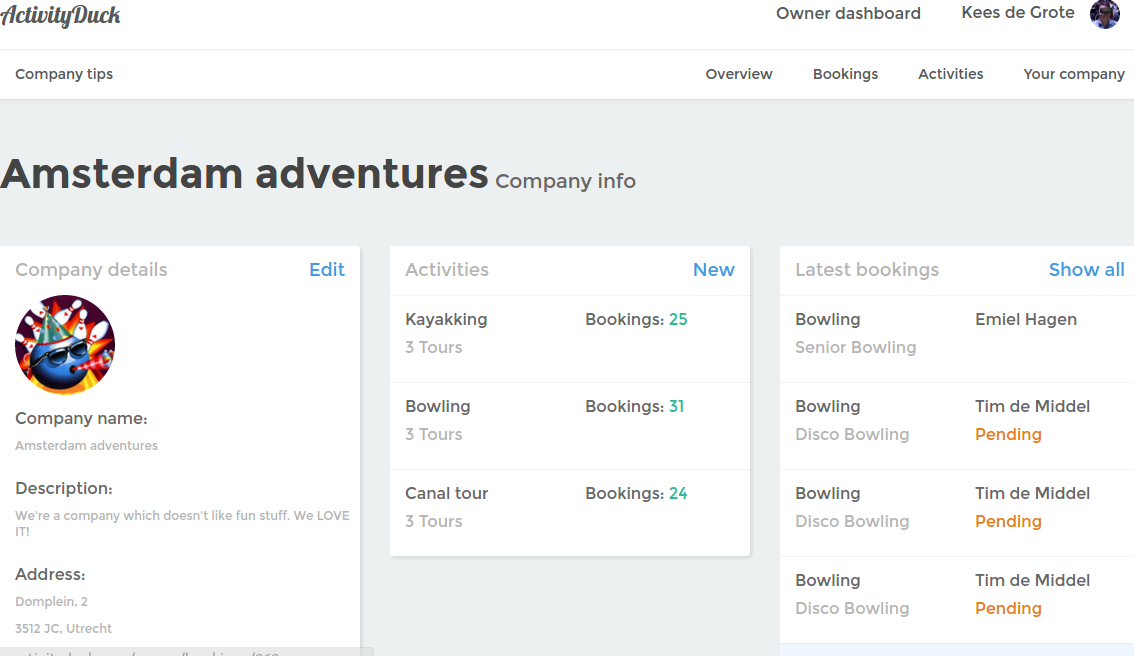 ActivityDuck
Owner dashboard
Kees de Grote
Company tips
Overview
Bookings
Activities
Your company
Amsterdam adventures Company info
Company details
Edit
Company name:
Amsterdam adventures
Description:
We're a company which doesn't like fun stuff. We LOVE
IT!
Address:
Domplein, 2
3512 JC, Utrecht
Activities
New
Kayakking
Bookings: 25
3 Tours
Bowling
Bookings: 31
3 Tours
Canal tour
Bookings: 24
3 Tours
Latest bookings
Show all
Bowling
Emiel Hagen
Senior Bowling
Bowling
Tim de Middel
Disco Bowling
Pending
Bowling
Tim de Middel
Disco Bowling
Pending
Bowling
Tim de Middel
Disco Bowling
Pending